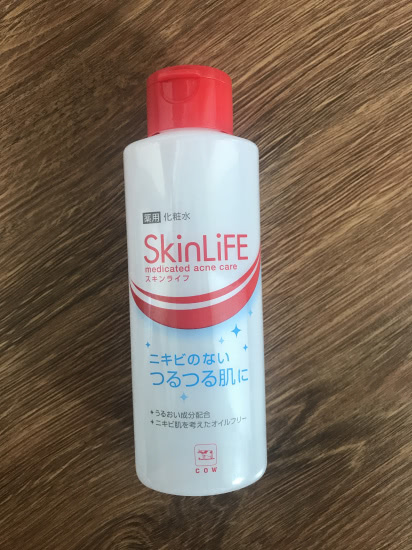 薬用 化粧水
SkinLiFE
medicated acne care
スキンライフ
ニキビのない
つるつる肌に
+うるおい成分配合
+ニキビ肌を考えたオイルフリー
COW